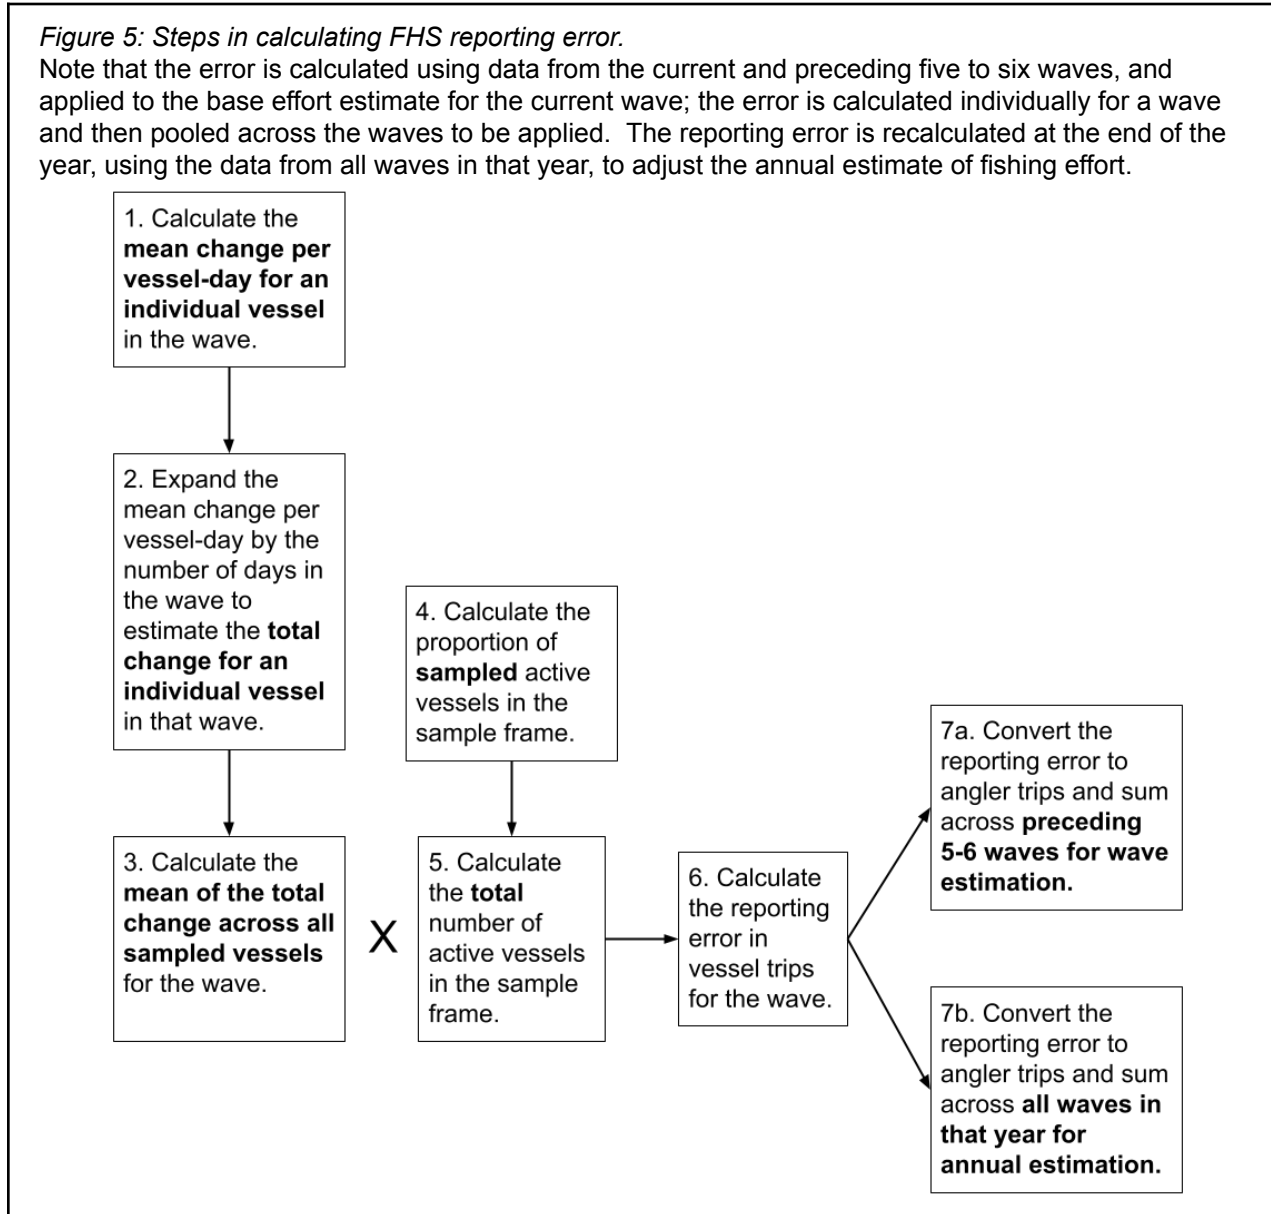 Figure 5: Steps in calculating FHS reporting error.
Note that the error is calculated using data from the current and preceding five to six waves, and
applied to the base effort estimate for the current wave; the error is calculated individually for a wave
and then pooled across the waves to be applied.  The reporting error is recalculated at the end of the
year, using the data from all waves in that year, to adjust the annual estimate of fishing effort.
1. Calculate the
mean change per
vessel-day for an
individual vessel
in the wave.
2. Expand the
mean change per
vessel-day by the
number of days in
the wave to
estimate the total
change for an
individual vessel
in that wave.
3. Calculate the
mean of the total
change across all
sampled vessels
for the wave.
X
4. Calculate the
proportion of
sampled active
vessels in the
sample frame.
5. Calculate
the total
number of
active vessels
in the sample
frame.
6. Calculate
the reporting
error in
vessel trips
for the wave.
7a. Convert the
reporting error to
angler trips and sum
across preceding
5-6 waves for wave
estimation.
7b. Convert the
reporting error to
angler trips and sum
across all waves in
that year for
annual estimation.